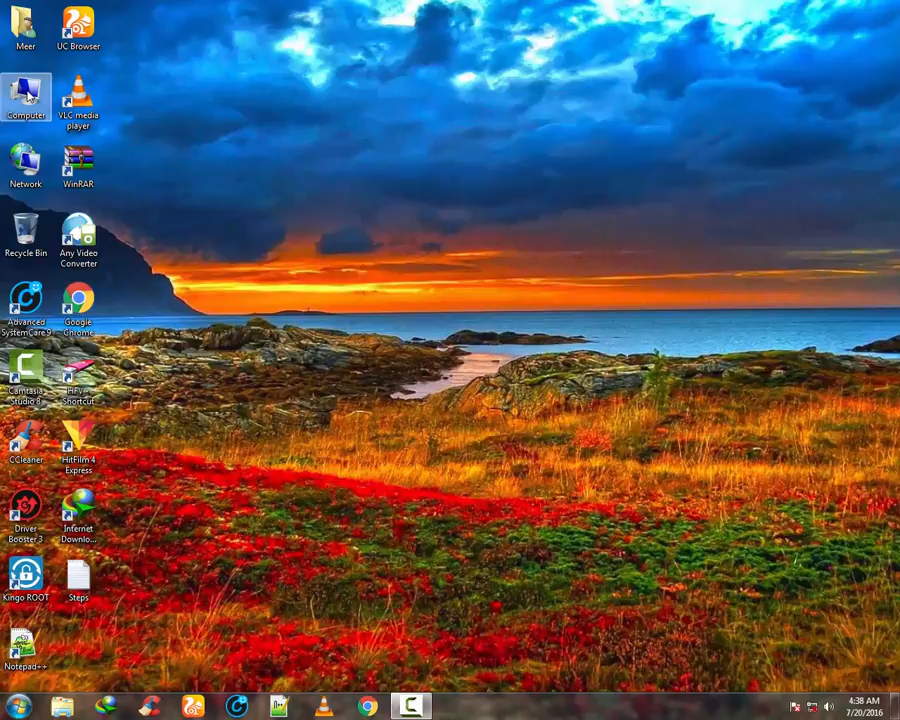 Meer
UC Browser
Computer
VLC media
player
Network
WinRAR
Recycle Bin
Any Video
Converter
Advanced
SystemCare 9
Google
Chrome
Camtasia
Studio 8
Shortcut
CCleaner
HitFilm 4
Express
Driver
Booster 3
Internet
Downlo...
Kingo ROOT
Steps
Notepad++
4:38 AM
7/20/2016